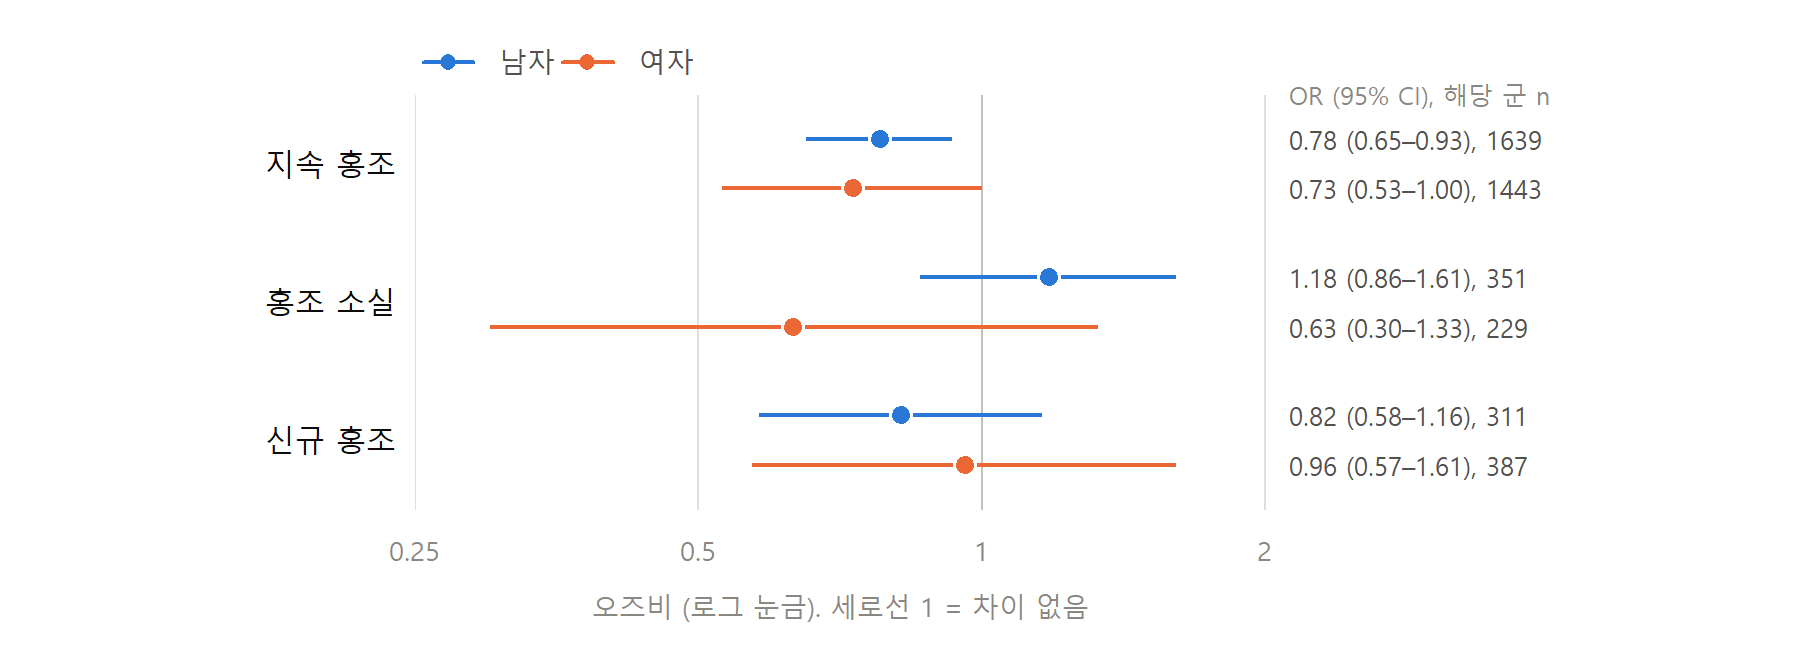 남자 여자
OR (95% CI), 해당 군 n
지속 홍조
0.78 (0.65–0.93), 1639
0.73 (0.53–1.00), 1443
홍조 소실
1.18 (0.86–1.61), 351
0.63 (0.30–1.33), 229
신규 홍조
0.82 (0.58–1.16), 311
0.96 (0.57–1.61), 387
0.25 0.5 1 2
오즈비 (로그 눈금). 세로선 1 = 차이 없음